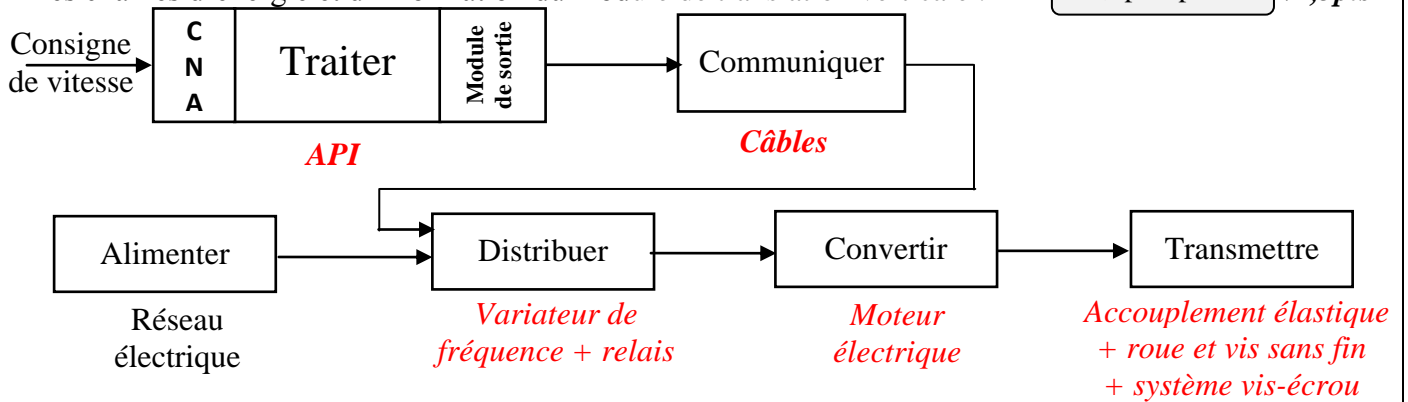 Consigne
de vitesse
C
N
A
Traiter
Module
de sortie
Communiquer
API
Câbles
Alimenter
Distribuer
Convertir
Transmettre
Réseau
électrique
Variateur de
fréquence + relais
Moteur
électrique
Accouplement élastique
+ roue et vis sans fin
+ système vis-écrou